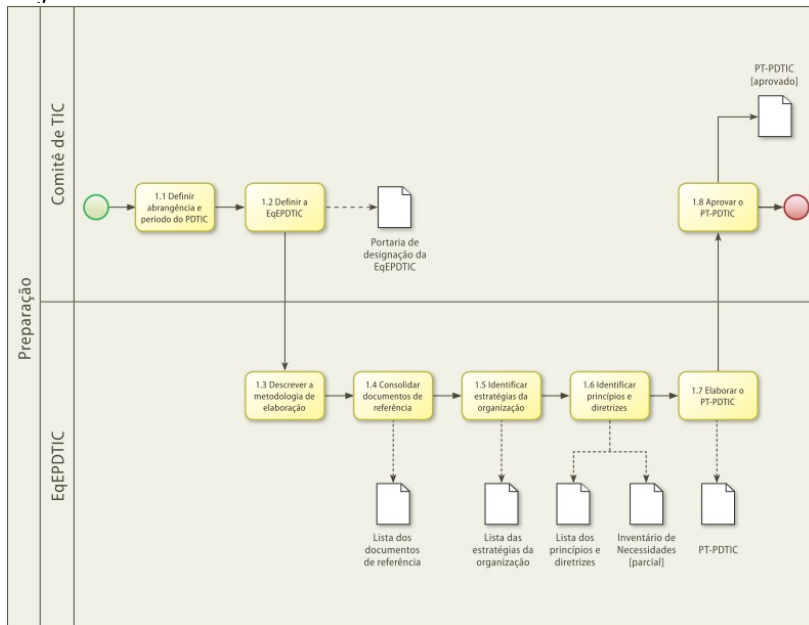 Preparação
Comitê de TIC
1.1 Definir
abrangência e
período do PDTIC
1.2 Definir a
EqEPDTIC
Portaria de
designação da
EqEPDTIC
PT-PDTIC
[aprovado]
1.8 Aprovar o
PT-PDTIC
EqEPDTIC
1.3 Descrever a
metodologia de
elaboração
1.4 Consolidar
documentos de
referência
1.5 Identificar
estratégias da
organização
1.6 Identificar
princípios e
diretrizes
1.7 Elaborar o
PT-PDTIC
Lista dos
documentos
de referência
Lista das
estratégias da
organização
Lista dos
princípios e
diretrizes
Inventário de
Necessidades
[parcial]
PT-PDTIC